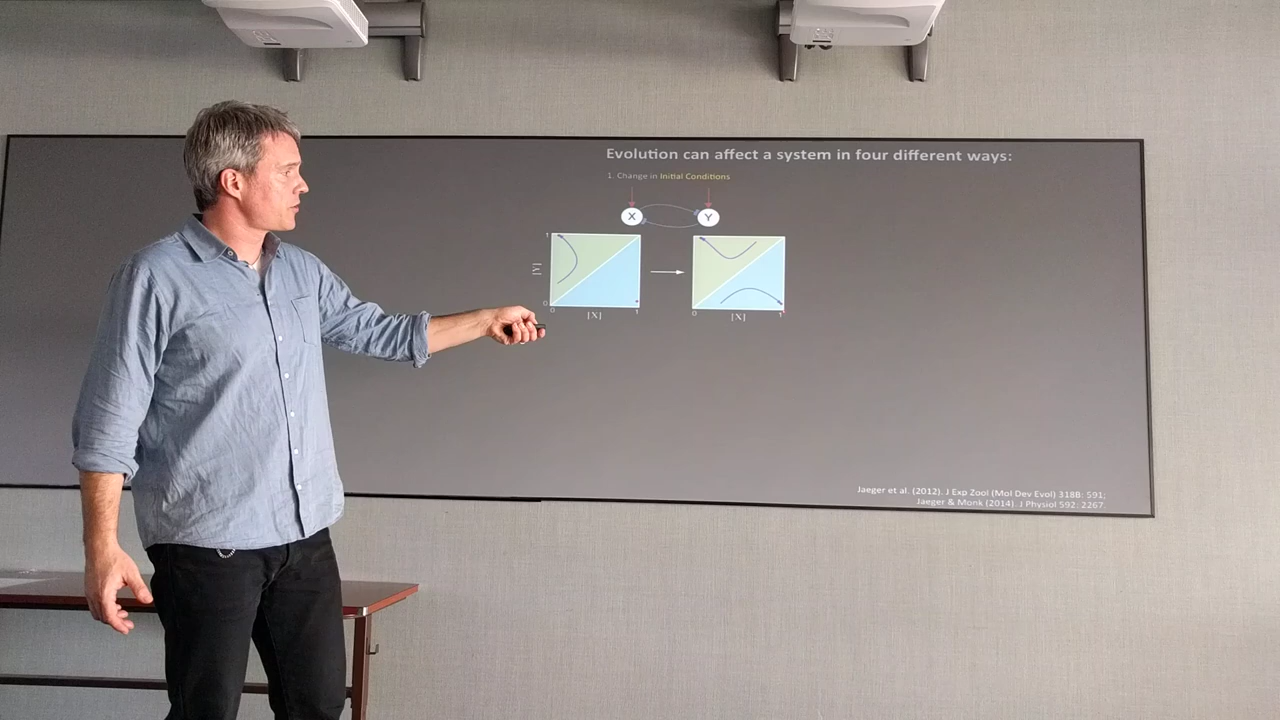 Evolution can affect a system in four different ways:
1. Change in Initial Conditions
X Y
1
[Y]
0
0 [X] 1
0 [X] 1
Jaeger et al. (2012). J Exp Zool (Mol Dev Evol) 318B: 591;
Jaeger & Monk (2014). J Physiol 592: 2267.